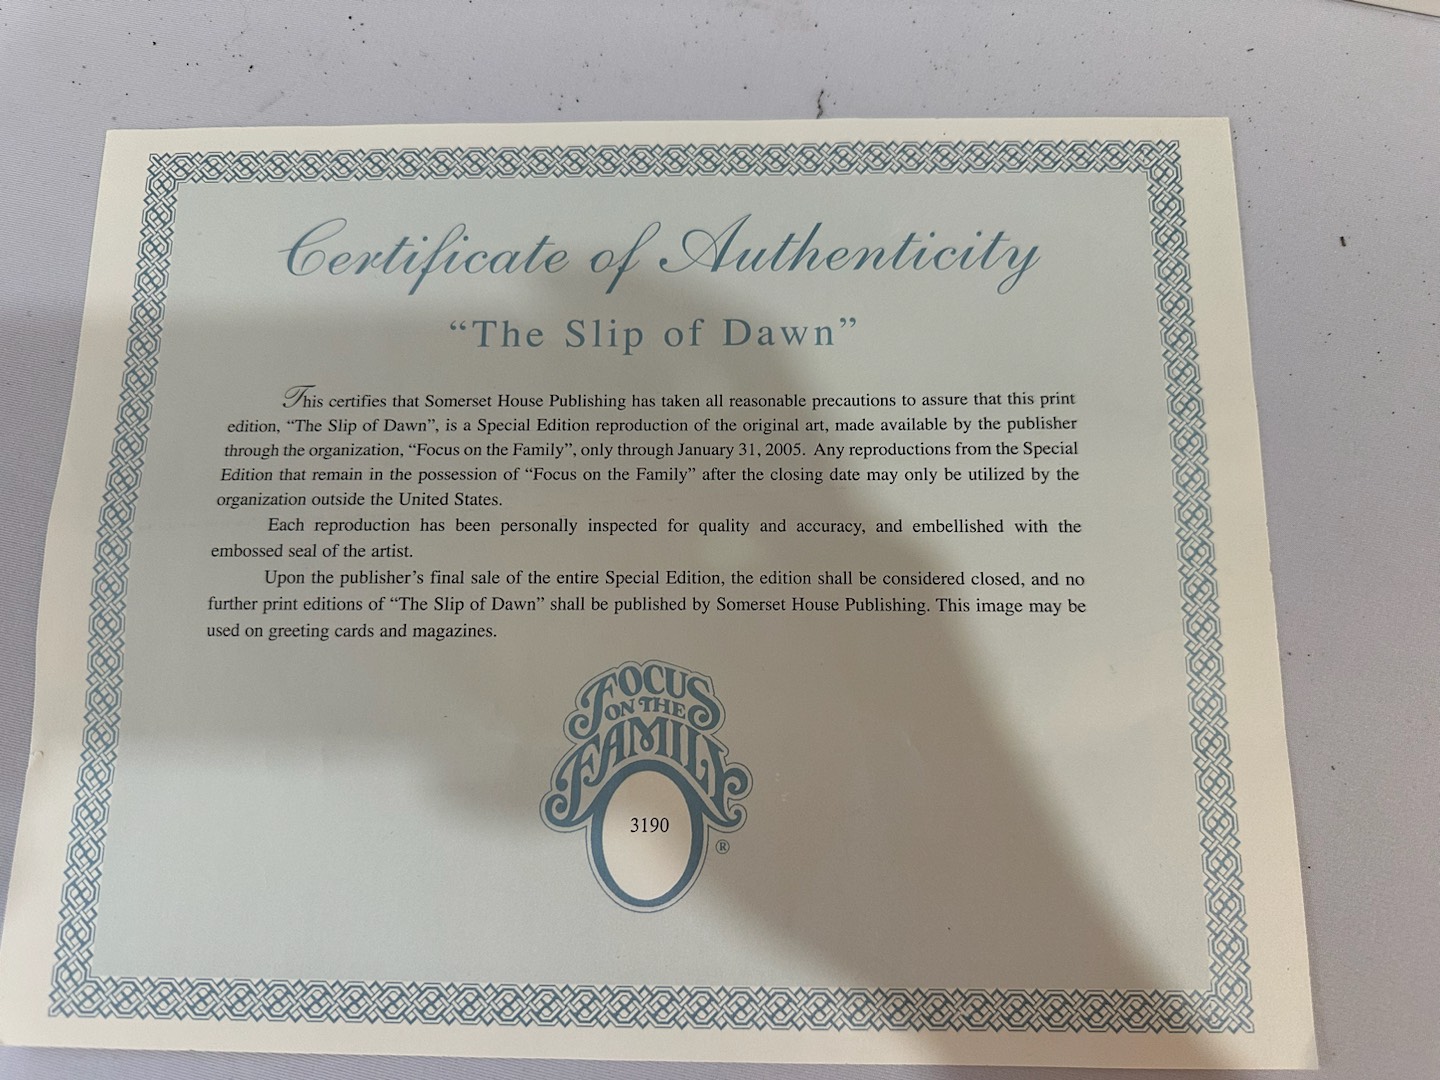 Certificate of Authenticity
“The Slip of Dawn”
This certifies that Somerset House Publishing has taken all reasonable precautions to assure that this print
edition, “The Slip of Dawn”, is a Special Edition reproduction of the original art, made available by the publisher
through the organization, “Focus on the Family”, only through January 31, 2005. Any reproductions from the Special
Edition that remain in the possession of “Focus on the Family” after the closing date may only be utilized by the
organization outside the United States.
Each reproduction has been personally inspected for quality and accuracy, and embellished with the
embossed seal of the artist.
Upon the publisher’s final sale of the entire Special Edition, the edition shall be considered closed, and no
further print editions of “The Slip of Dawn” shall be published by Somerset House Publishing. This image may be
used on greeting cards and magazines.
FOCUS
ON THE
FAMILY
3190
®